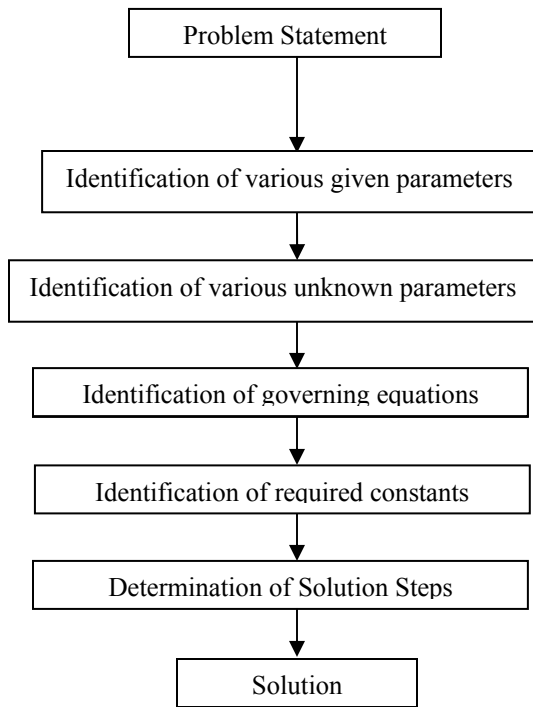 Problem Statement
Identification of various given parameters
Identification of various unknown parameters
Identification of governing equations
Identification of required constants
Determination of Solution Steps
Solution